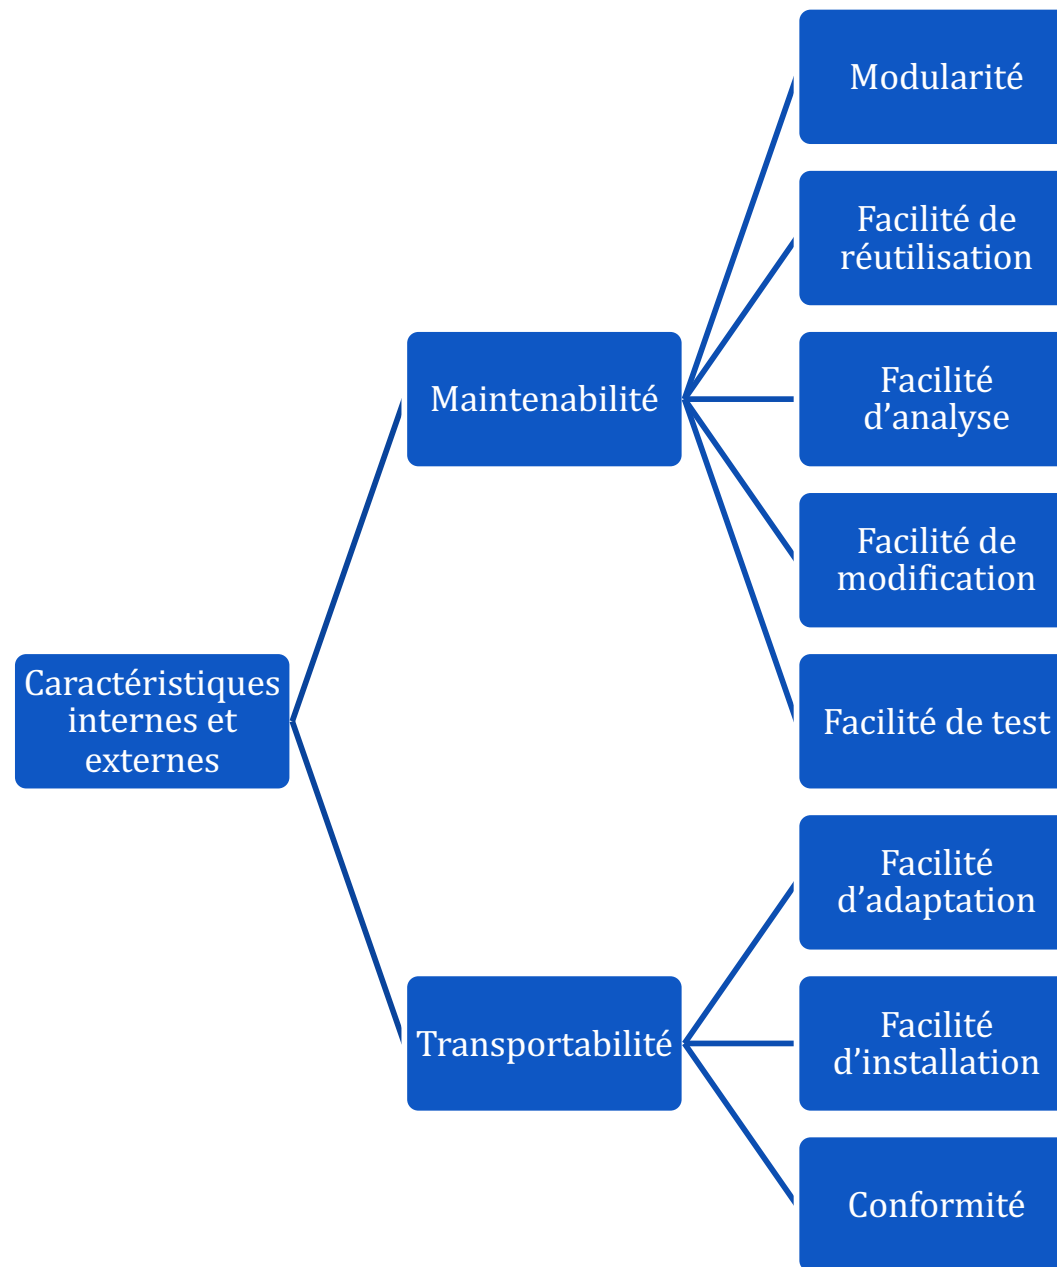 Modularité
Facilité de
réutilisation
Maintenabilité
Facilité
d’analyse
Facilité de
modification
Caractéristiques
internes et
externes
Facilité de test
Facilité
d’adaptation
Transportabilité
Facilité
d’installation
Conformité